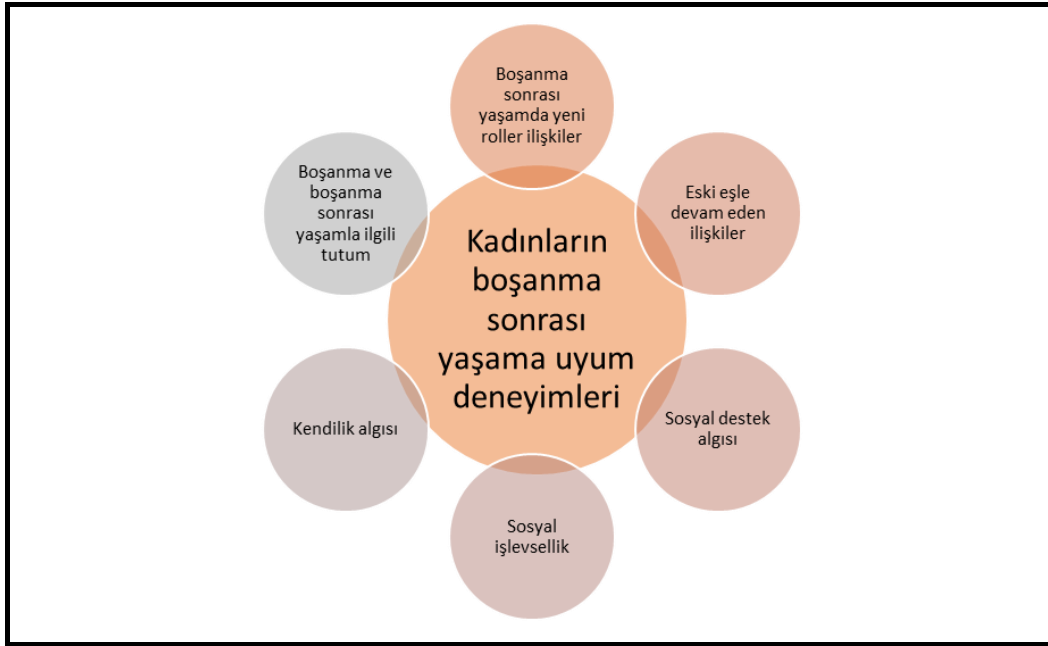 Boşanma
sonrası
yaşamda yeni
roller ilişkiler
Eski eşle
devam eden
ilişkiler
Sosyal destek
algısı
Sosyal
işlevsellik
Kendilik algısı
Boşanma ve
boşanma
sonrası
yaşamla ilgili
tutum
Kadınların
boşanma
sonrası
yaşama uyum
deneyimleri